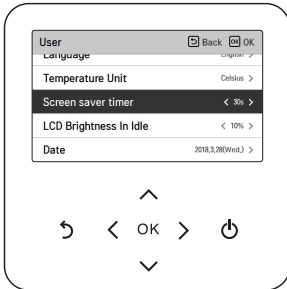 User Back OK OK
Language English >
Temperature Unit Celsius >
Screen saver timer < 30s >
LCD Brightness In Idle < 10% >
Date 2018.3.28(Wed.) >
OK